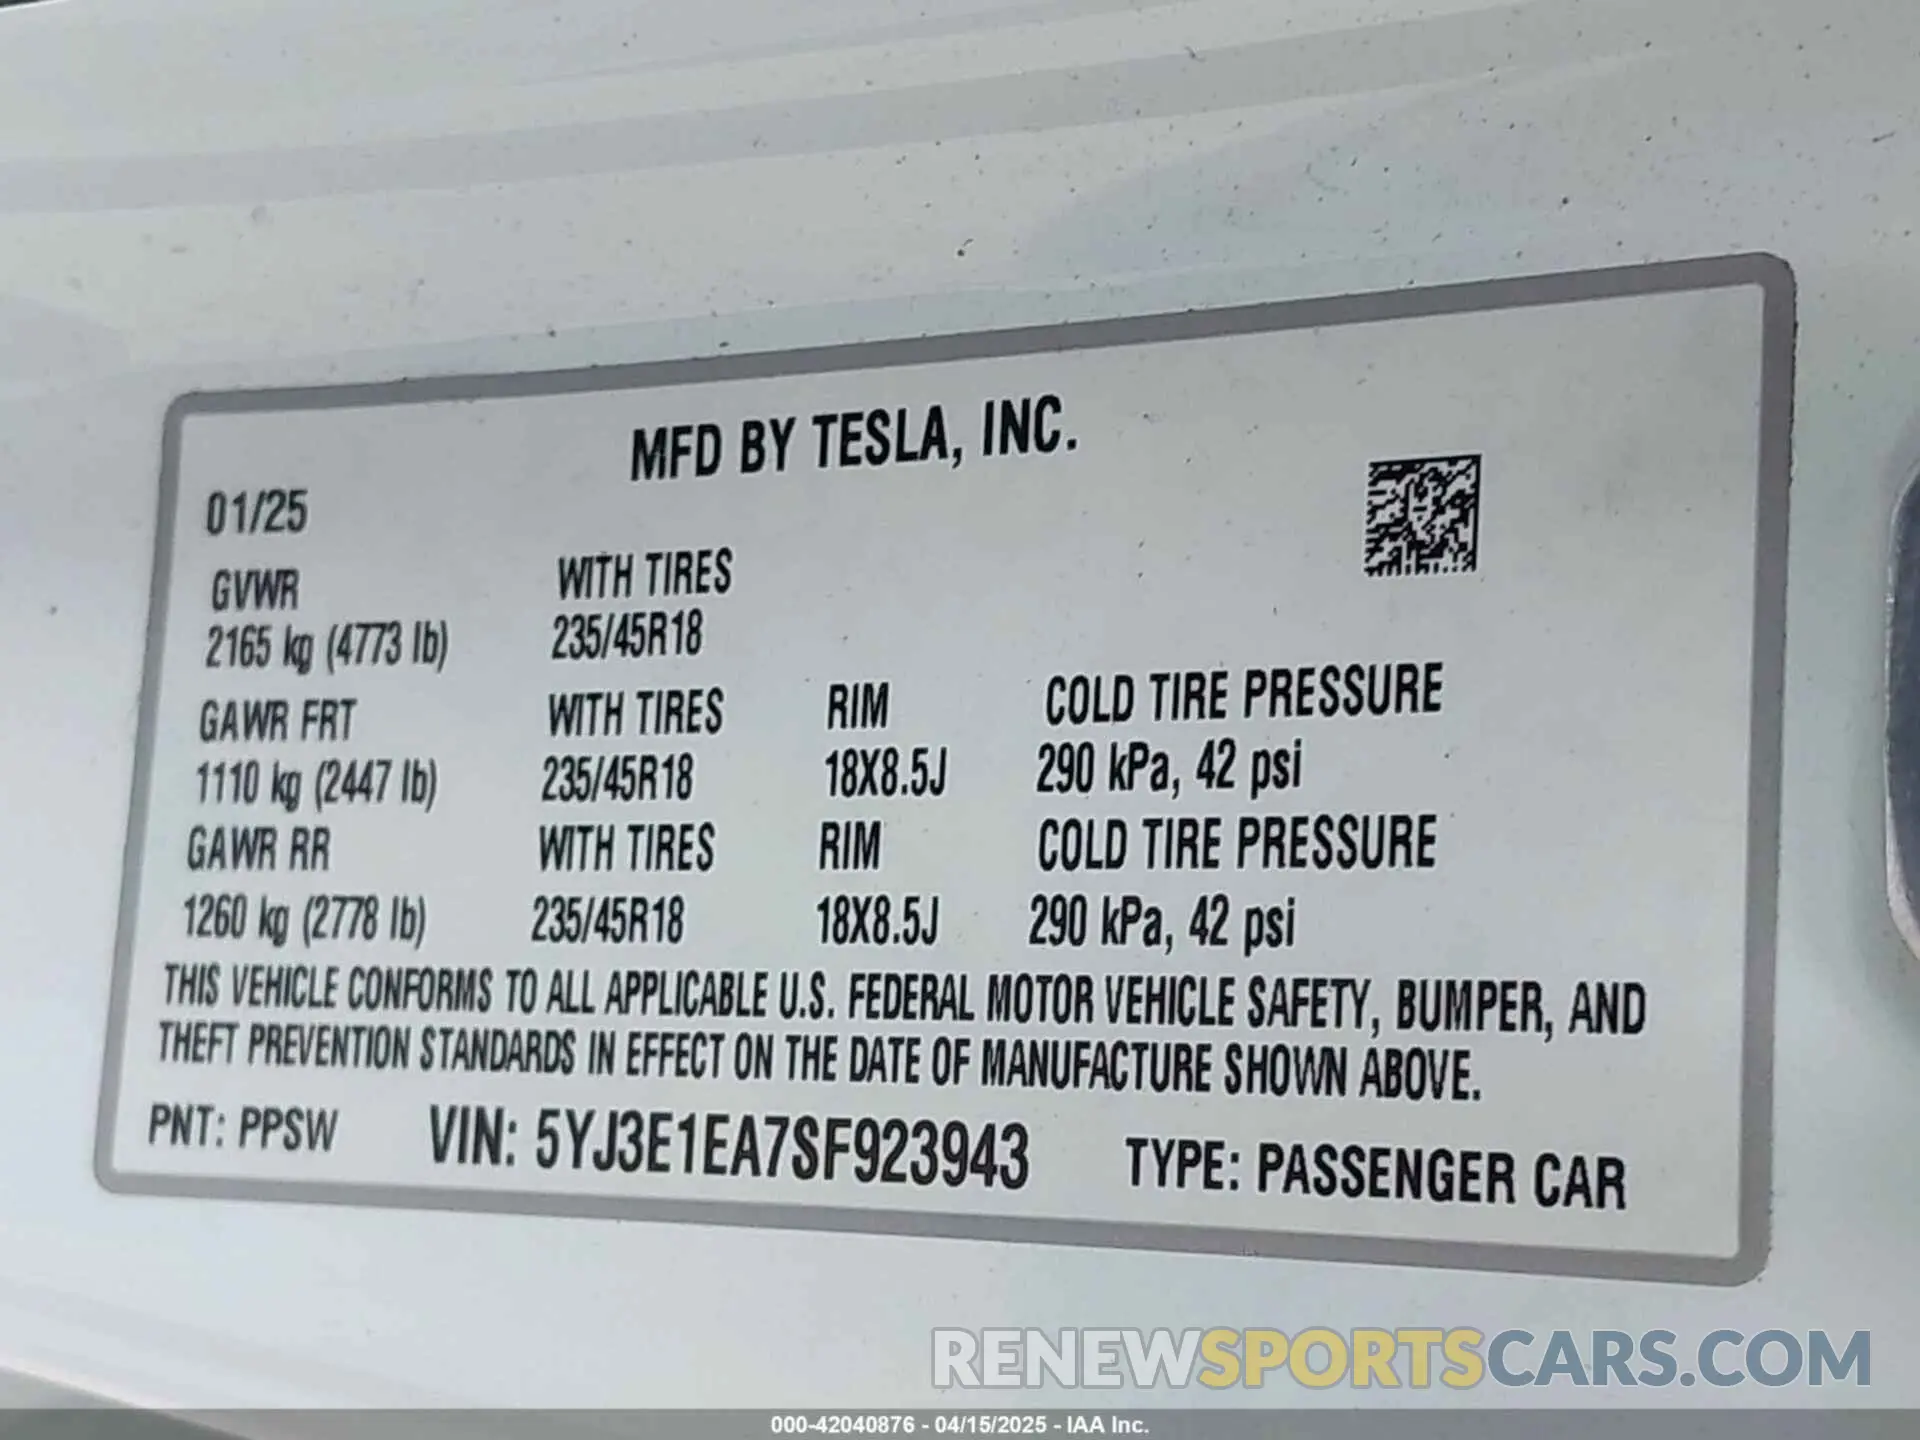 MFD BY TESLA, INC.
01/25
GVWR WITH TIRES
2165 kg (4773 lb) 235/45R18
GAWR FRT WITH TIRES RIM COLD TIRE PRESSURE
1110 kg (2447 lb) 235/45R18 18X8.5J 290 kPa, 42 psi
GAWR RR WITH TIRES RIM COLD TIRE PRESSURE
1260 kg (2778 lb) 235/45R18 18X8.5J 290 kPa, 42 psi
THIS VEHICLE CONFORMS TO ALL APPLICABLE U.S. FEDERAL MOTOR VEHICLE SAFETY, BUMPER, AND
THEFT PREVENTION STANDARDS IN EFFECT ON THE DATE OF MANUFACTURE SHOWN ABOVE.
PNT: PPSW VIN: 5YJ3E1EA7SF923943 TYPE: PASSENGER CAR
RENEWSPORTSCARS.COM
000-42040876 - 04/15/2025 - IAA Inc.